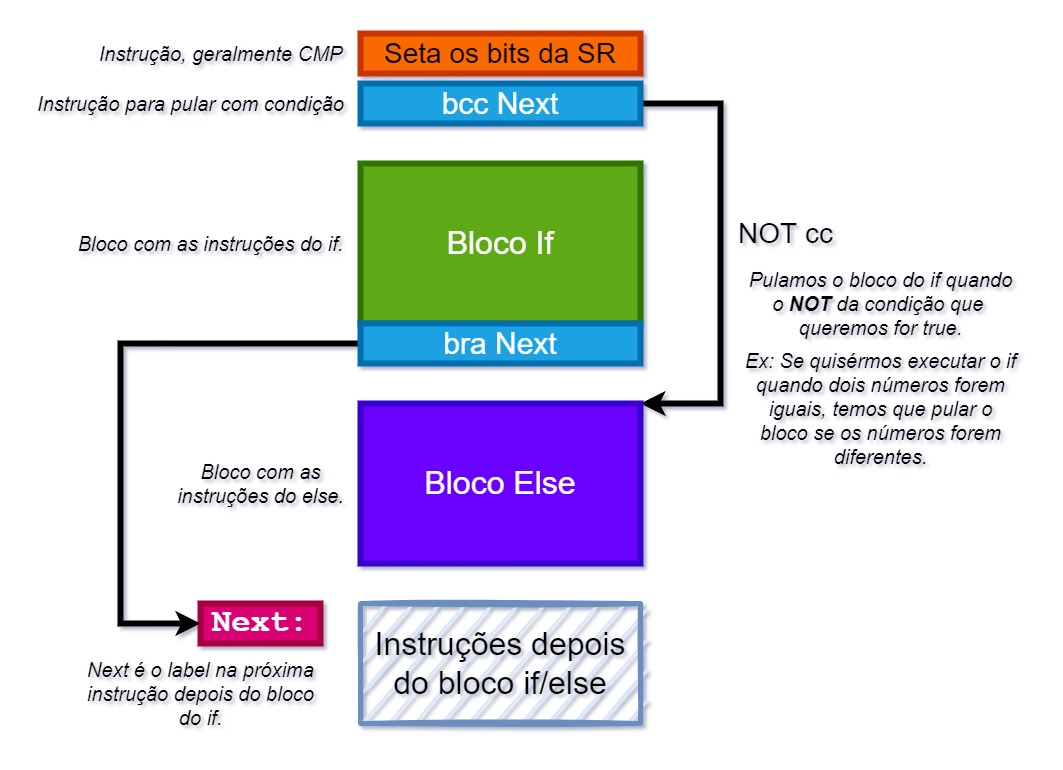 Instrução, geralmente CMP
Seta os bits da SR
Instrução para pular com condição
bcc Next
Bloco com as instruções do if.
Bloco If
NOT cc
Pulamos o bloco do if quando
o NOT da condição que
queremos for true.
Ex: Se quisérmos executar o if
quando dois números forem
iguais, temos que pular o
bloco se os números forem
diferentes.
bra Next
Bloco com as
instruções do else.
Bloco Else
Next:
Next é o label na próxima
instrução depois do bloco
do if.
Instruções depois
do bloco if/else